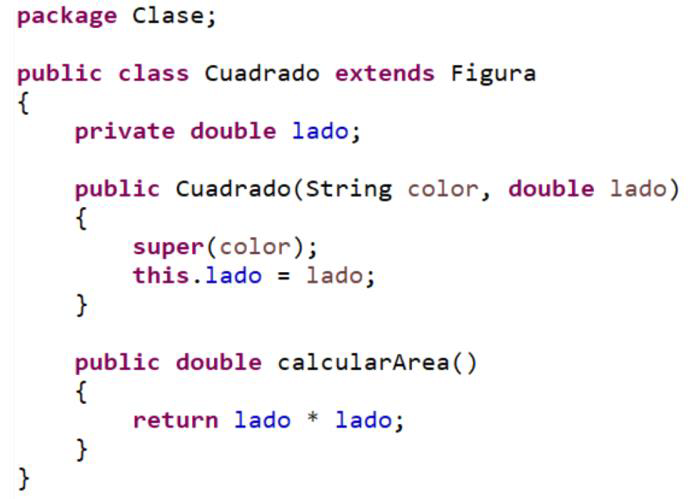 package Clase;
public class Cuadrado extends Figura
{
    private double lado;
    public Cuadrado(String color, double lado)
    {
        super(color);
        this.lado = lado;
    }
    public double calcularArea()
    {
        return lado * lado;
    }
}